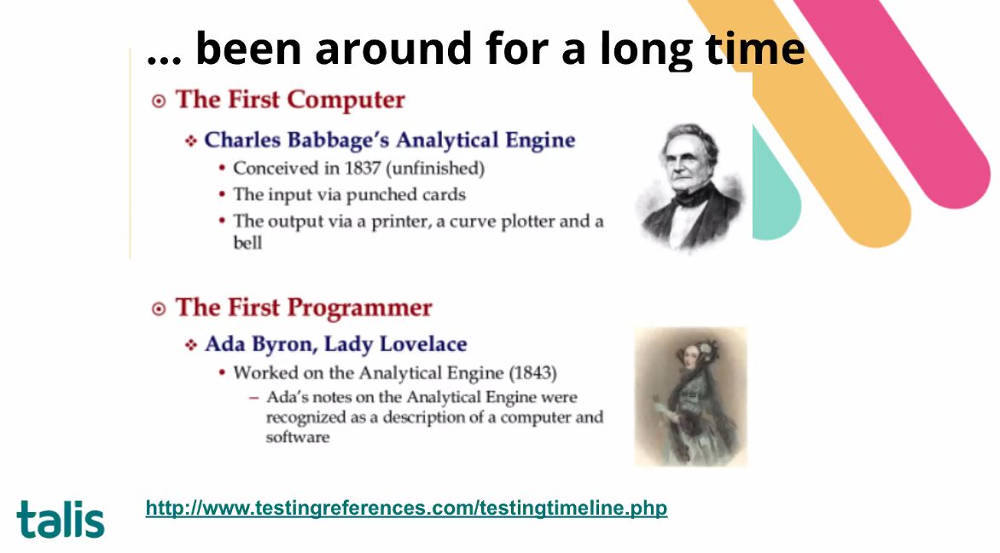 ... been around for a long time
The First Computer
Charles Babbage's Analytical Engine
Conceived in 1837 (unfinished)
The input via punched cards
The output via a printer, a curve plotter and a
bell
The First Programmer
Ada Byron, Lady Lovelace
Worked on the Analytical Engine (1843)
– Ada's notes on the Analytical Engine were
recognized as a description of a computer and
software
http://www.testingreferences.com/testingtimeline.php
talis